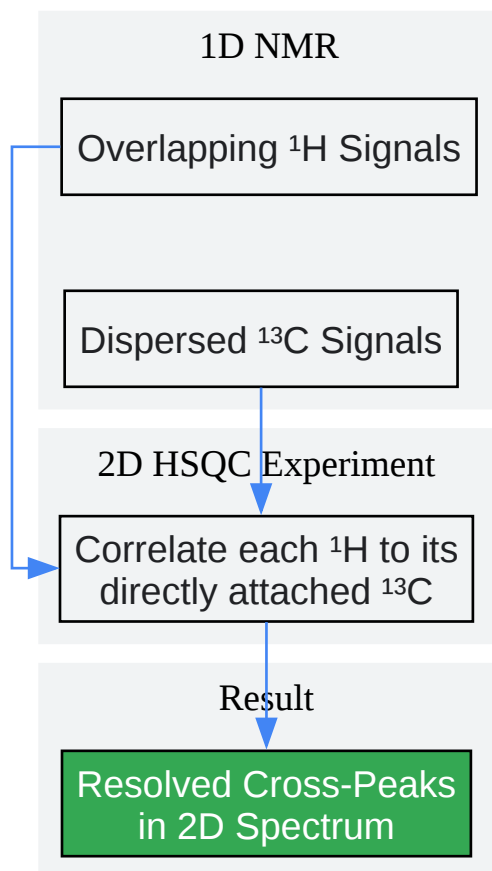 1D NMR
Overlapping ¹H Signals
Dispersed ¹³C Signals
2D HSQC Experiment
Correlate each ¹H to its
directly attached ¹³C
Result
Resolved Cross-Peaks
in 2D Spectrum